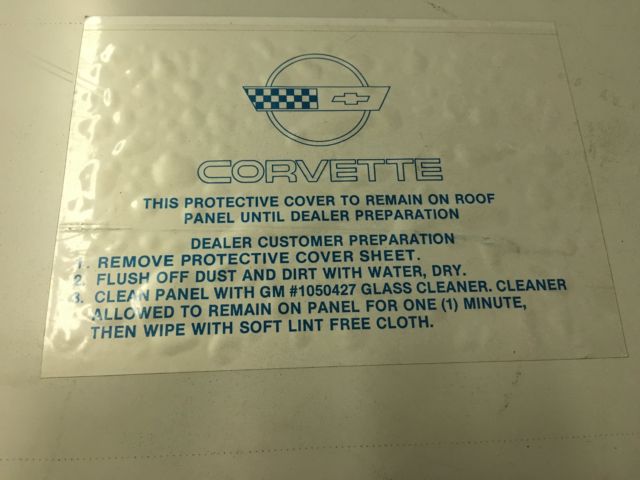 CORVETTE
THIS PROTECTIVE COVER TO REMAIN ON ROOF
PANEL UNTIL DEALER PREPARATION
DEALER CUSTOMER PREPARATION
1. REMOVE PROTECTIVE COVER SHEET.
2. FLUSH OFF DUST AND DIRT WITH WATER, DRY.
3. CLEAN PANEL WITH GM #1050427 GLASS CLEANER. CLEANER
ALLOWED TO REMAIN ON PANEL FOR ONE (1) MINUTE,
THEN WIPE WITH SOFT LINT FREE CLOTH.